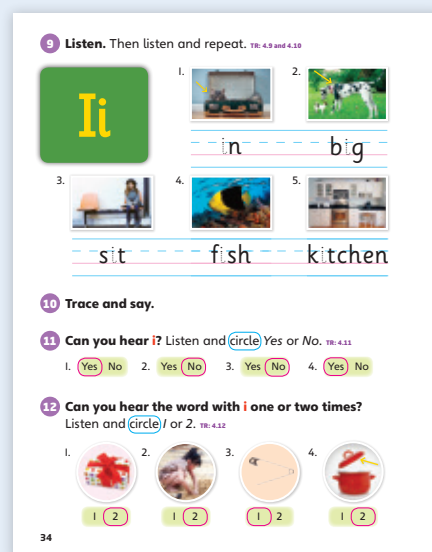 9 Listen. Then listen and repeat. TR: 4.9 and 4.10
Ii
1. 2.
in big
3. 4. 5.
sit fish kitchen
10 Trace and say.
11 Can you hear i? Listen and circle Yes or No. TR: 4.11
1. Yes No 2. Yes No 3. Yes No 4. Yes No
12 Can you hear the word with i one or two times?
Listen and circle 1 or 2. TR: 4.12
1. 2. 3. 4.
1 2 1 2 1 2 1 2
34